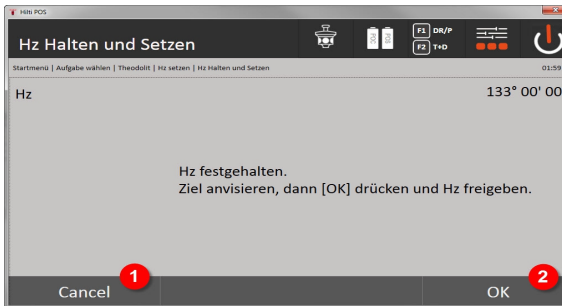 Hilti POS
Hz Halten und Setzen
POC POC
F1 DR/P
F2 T+D
Startmenü | Aufgabe wählen | Theodolit | Hz setzen | Hz Halten und Setzen 01:59
Hz 133° 00' 00
Hz festgehalten.
Ziel anvisieren, dann [OK] drücken und Hz freigeben.
1 2
Cancel OK